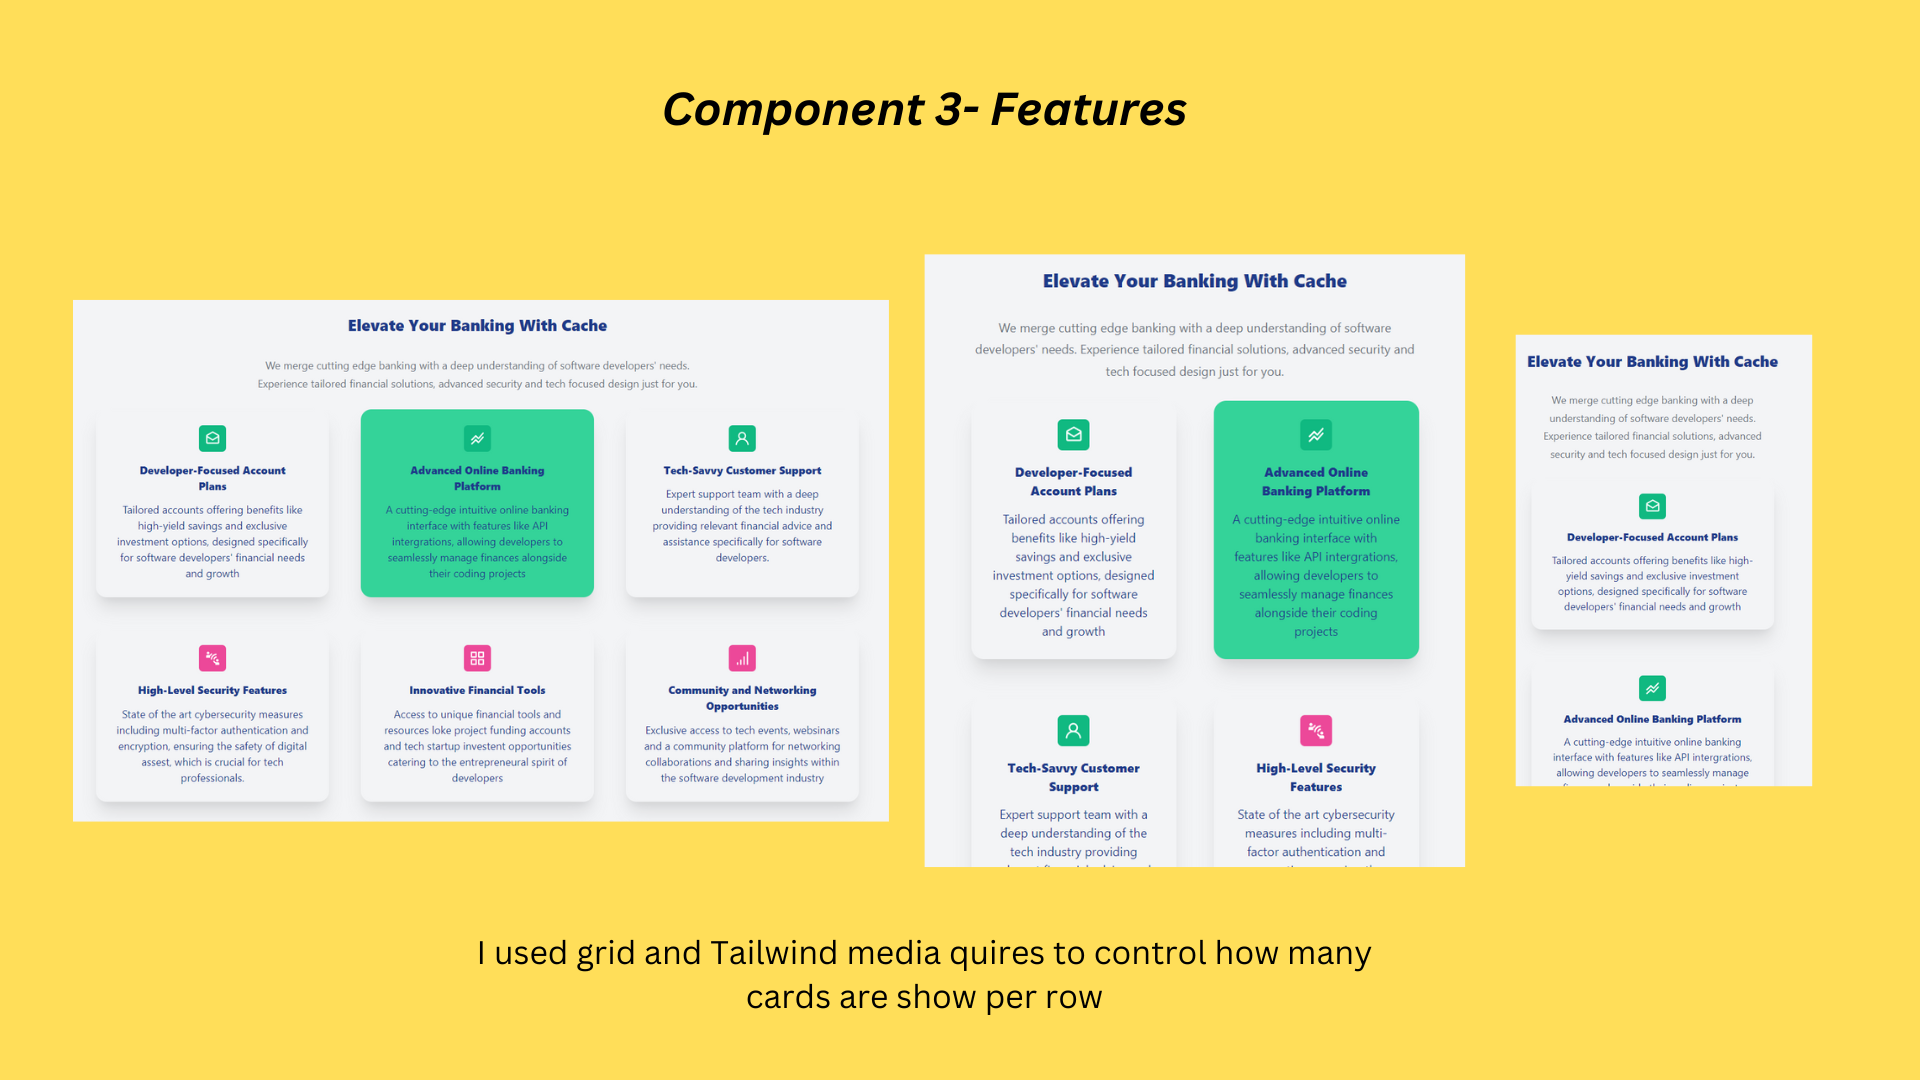 Component 3- Features
Elevate Your Banking With Cache
We merge cutting edge banking with a deep understanding of software developers' needs.
Experience tailored financial solutions, advanced security and tech focused design just for you.
Developer-Focused Account
Plans
Tailored accounts offering benefits like
high-yield savings and exclusive
investment options, designed specifically
for software developers' financial needs
and growth
Advanced Online Banking
Platform
A cutting-edge intuitive online banking
interface with features like API
intergrations, allowing developers to
seamlessly manage finances alongside
their coding projects
Tech-Savvy Customer Support
Expert support team with a deep
understanding of the tech industry
providing relevant financial advice and
assistance specifically for software
developers.
High-Level Security Features
State of the art cybersecurity measures
including multi-factor authentication and
encryption, ensuring the safety of digital
assest, which is crucial for tech
professionals.
Innovative Financial Tools
Access to unique financial tools and
resources loke project funding accounts
and tech startup investent opportunities
catering to the entrepreneurial spirit of
developers
Community and Networking
Opportunities
Exclusive access to tech events, websinars
and a community platform for networking
collaborations and sharing insights within
the software development industry
Elevate Your Banking With Cache
We merge cutting edge banking with a deep understanding of software
developers' needs. Experience tailored financial solutions, advanced security and
tech focused design just for you.
Developer-Focused
Account Plans
Tailored accounts offering
benefits like high-yield
savings and exclusive
investment options, designed
specifically for software
developers' financial needs
and growth
Advanced Online
Banking Platform
A cutting-edge intuitive online
banking interface with
features like API intergrations,
allowing developers to
seamlessly manage finances
alongside their coding
projects
Tech-Savvy Customer
Support
Expert support team with a
deep understanding of the
tech industry providing
High-Level Security
Features
State of the art cybersecurity
measures including multi-
factor authentication and
Elevate Your Banking With Cache
We merge cutting edge banking with a deep
understanding of software developers' needs.
Experience tailored financial solutions, advanced
security and tech focused design just for you.
Developer-Focused Account Plans
Tailored accounts offering benefits like high-
yield savings and exclusive investment
options, designed specifically for software
developers' financial needs and growth
Advanced Online Banking Platform
A cutting-edge intuitive online banking
interface with features like API intergrations,
allowing developers to seamlessly manage
I used grid and Tailwind media quires to control how many
cards are show per row